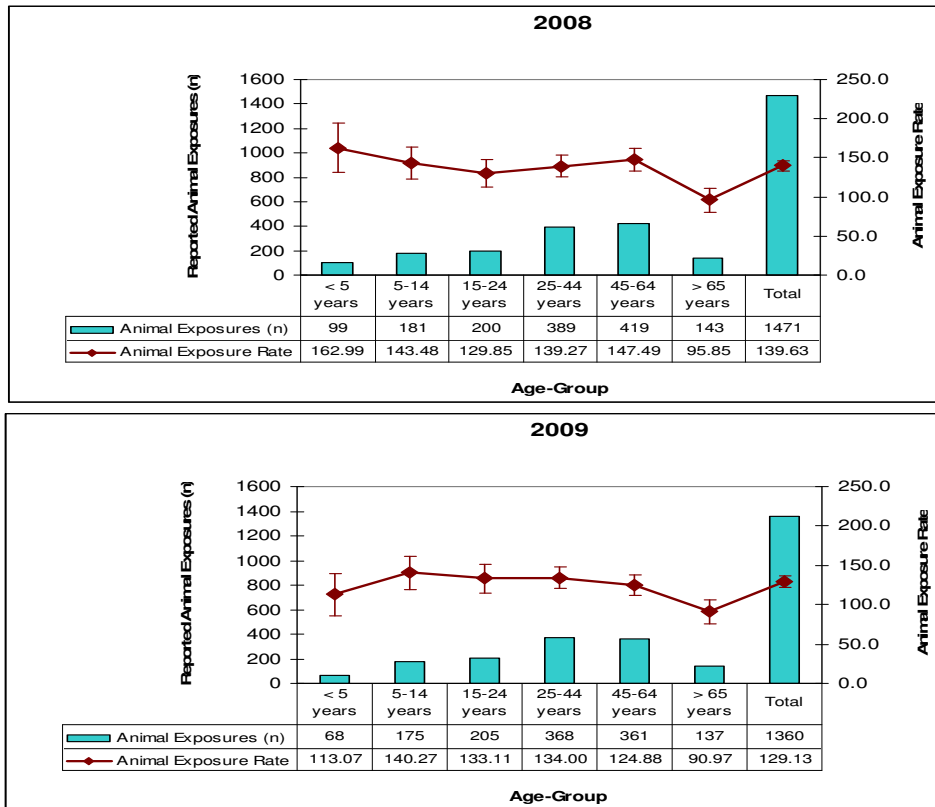 2008
Reported Animal Exposures (n)
Animal Exposure Rate
1600
1400
1200
1000
800
600
400
200
0
250.0
200.0
150.0
100.0
50.0
0.0
< 5 years 5-14 years 15-24 years 25-44 years 45-64 years > 65 years Total
Animal Exposures (n) 99 181 200 389 419 143 1471
Animal Exposure Rate 162.99 143.48 129.85 139.27 147.49 95.85 139.63
Age-Group
2009
Reported Animal Exposures (n)
Animal Exposure Rate
1600
1400
1200
1000
800
600
400
200
0
250.0
200.0
150.0
100.0
50.0
0.0
< 5 years 5-14 years 15-24 years 25-44 years 45-64 years > 65 years Total
Animal Exposures (n) 68 175 205 368 361 137 1360
Animal Exposure Rate 113.07 140.27 133.11 134.00 124.88 90.97 129.13
Age-Group